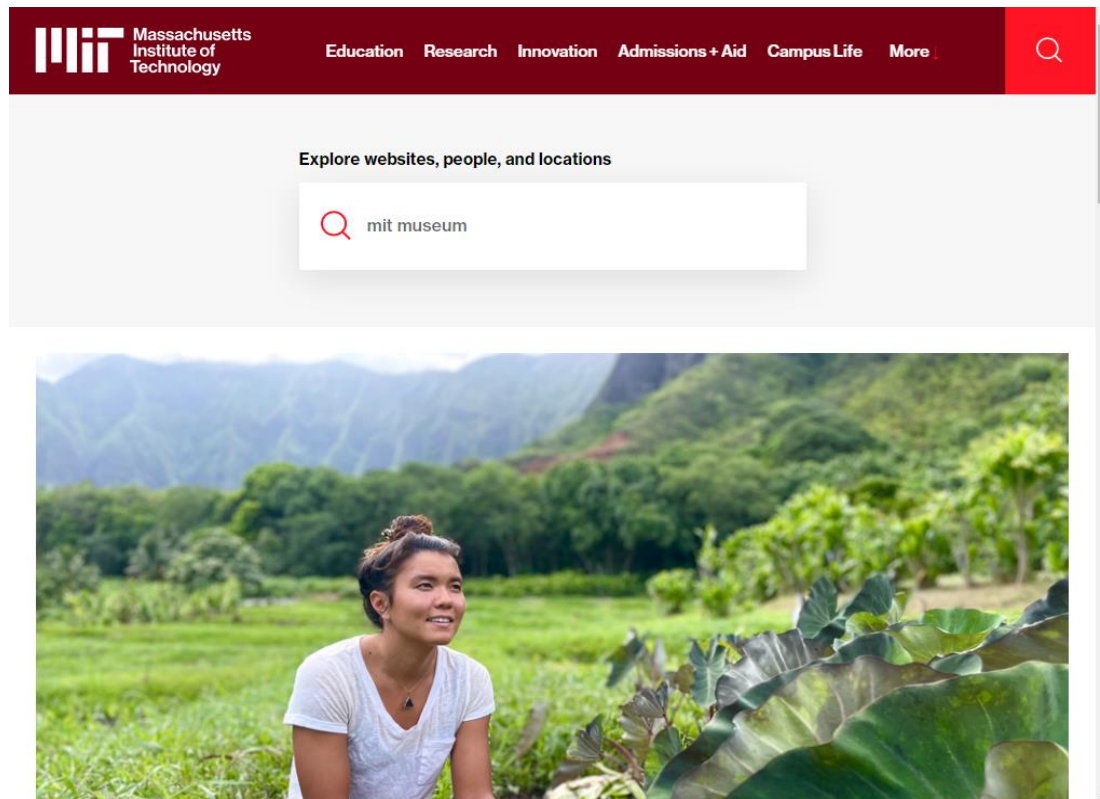 Massachusetts
Institute of
Technology
Education Research Innovation Admissions + Aid Campus Life More ↓
Explore websites, people, and locations
mit museum